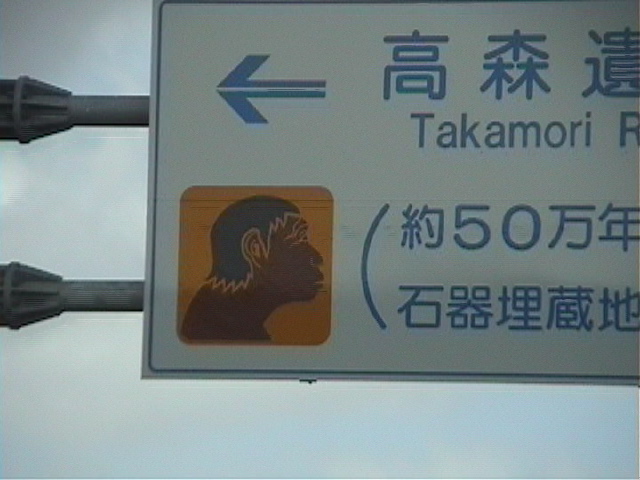 高森遺
Takamori R
(約50万年
石器埋蔵地